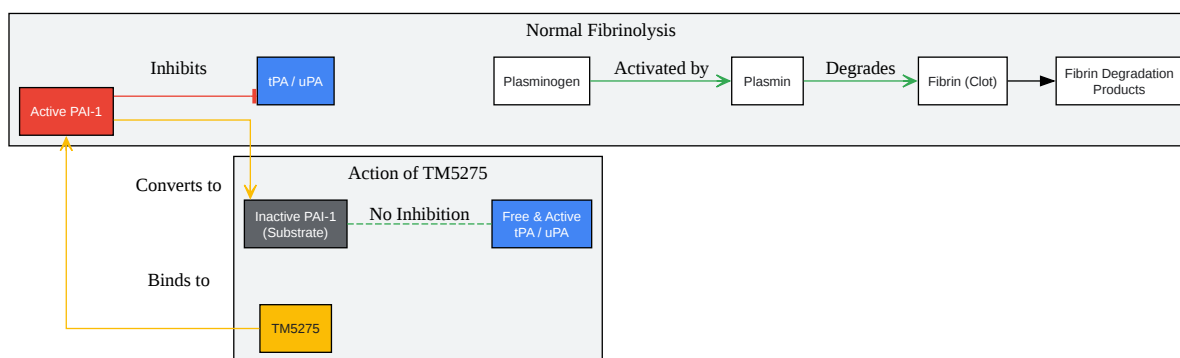 Normal Fibrinolysis
Inhibits
tPA / uPA
Plasminogen
Activated by
Plasmin
Degrades
Fibrin (Clot)
Fibrin Degradation
Products
Active PAI-1
Action of TM5275
Converts to
Inactive PAI-1
(Substrate)
No Inhibition
Free & Active
tPA / uPA
Binds to
TM5275